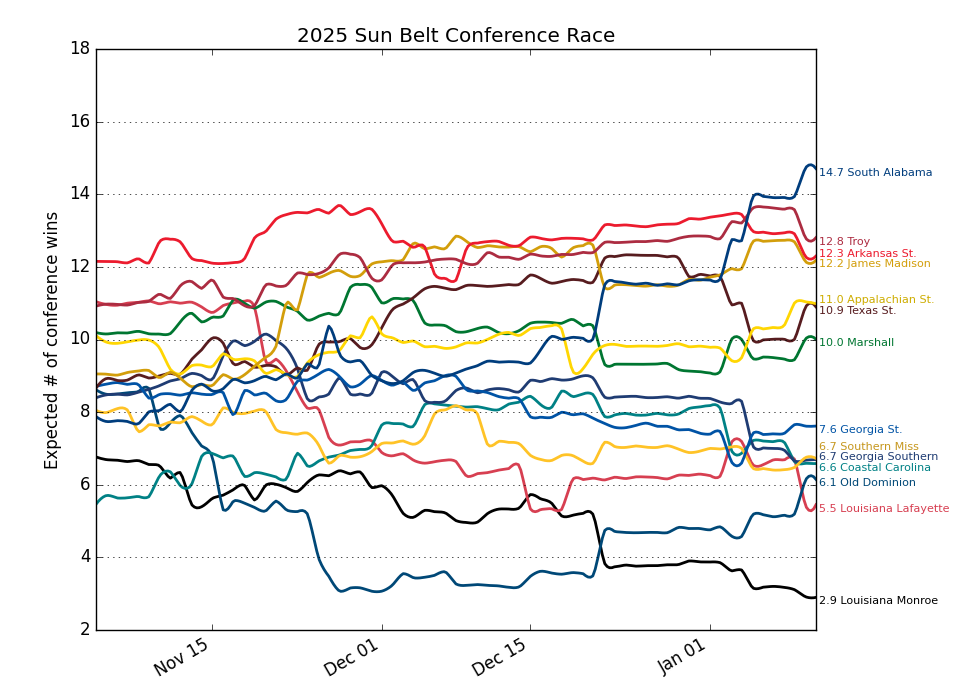 2025 Sun Belt Conference Race
Expected # of conference wins
18
16
14
12
10
8
6
4
2
Nov 15
Dec 01
Dec 15
Jan 01
14.7 South Alabama
12.8 Troy
12.3 Arkansas St.
12.2 James Madison
11.0 Appalachian St.
10.9 Texas St.
10.0 Marshall
7.6 Georgia St.
6.7 Southern Miss
6.7 Georgia Southern
6.6 Coastal Carolina
6.1 Old Dominion
5.5 Louisiana Lafayette
2.9 Louisiana Monroe